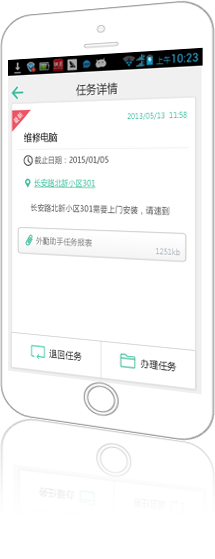 上午10:23
任务详情
2013/05/13 11:58
维修电脑
截止日期：2015/01/05
长安路北新小区301
长安路北新小区301需要上门安装，请速到
外勤助手任务报表
1251kb
退回任务
办理任务